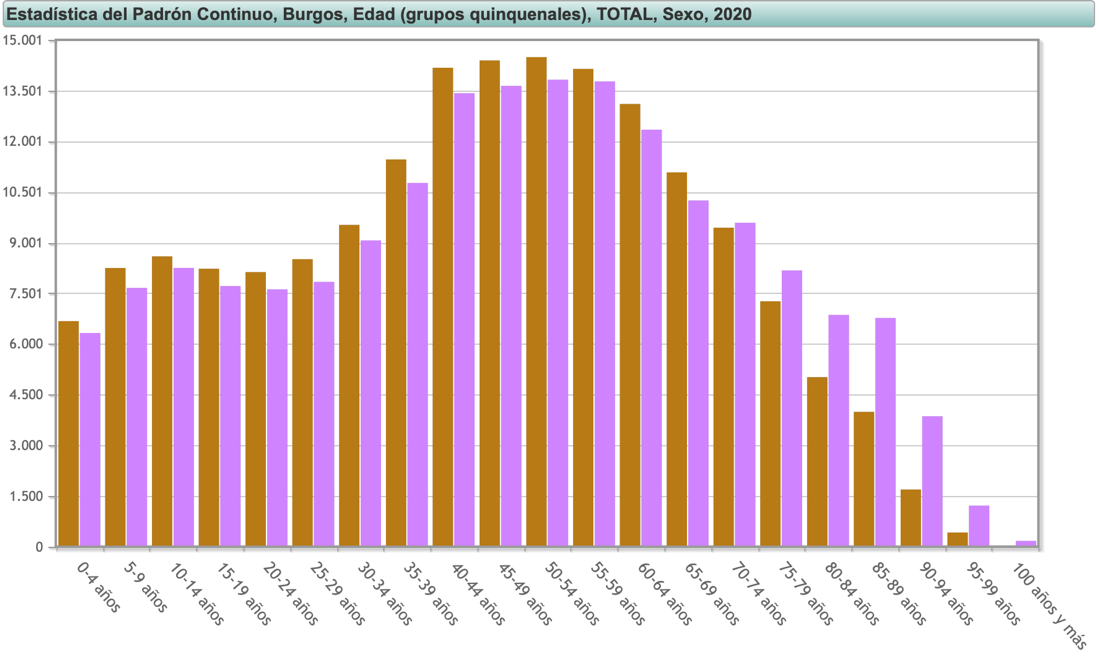 Estadística del Padrón Continuo, Burgos, Edad (grupos quinquenales), TOTAL, Sexo, 2020
15.001
13.501
12.001
10.501
9.001
7.501
6.000
4.500
3.000
1.500
0
0-4 años
5-9 años
10-14 años
15-19 años
20-24 años
25-29 años
30-34 años
35-39 años
40-44 años
45-49 años
50-54 años
55-59 años
60-64 años
65-69 años
70-74 años
75-79 años
80-84 años
85-89 años
90-94 años
95-99 años
100 años y más